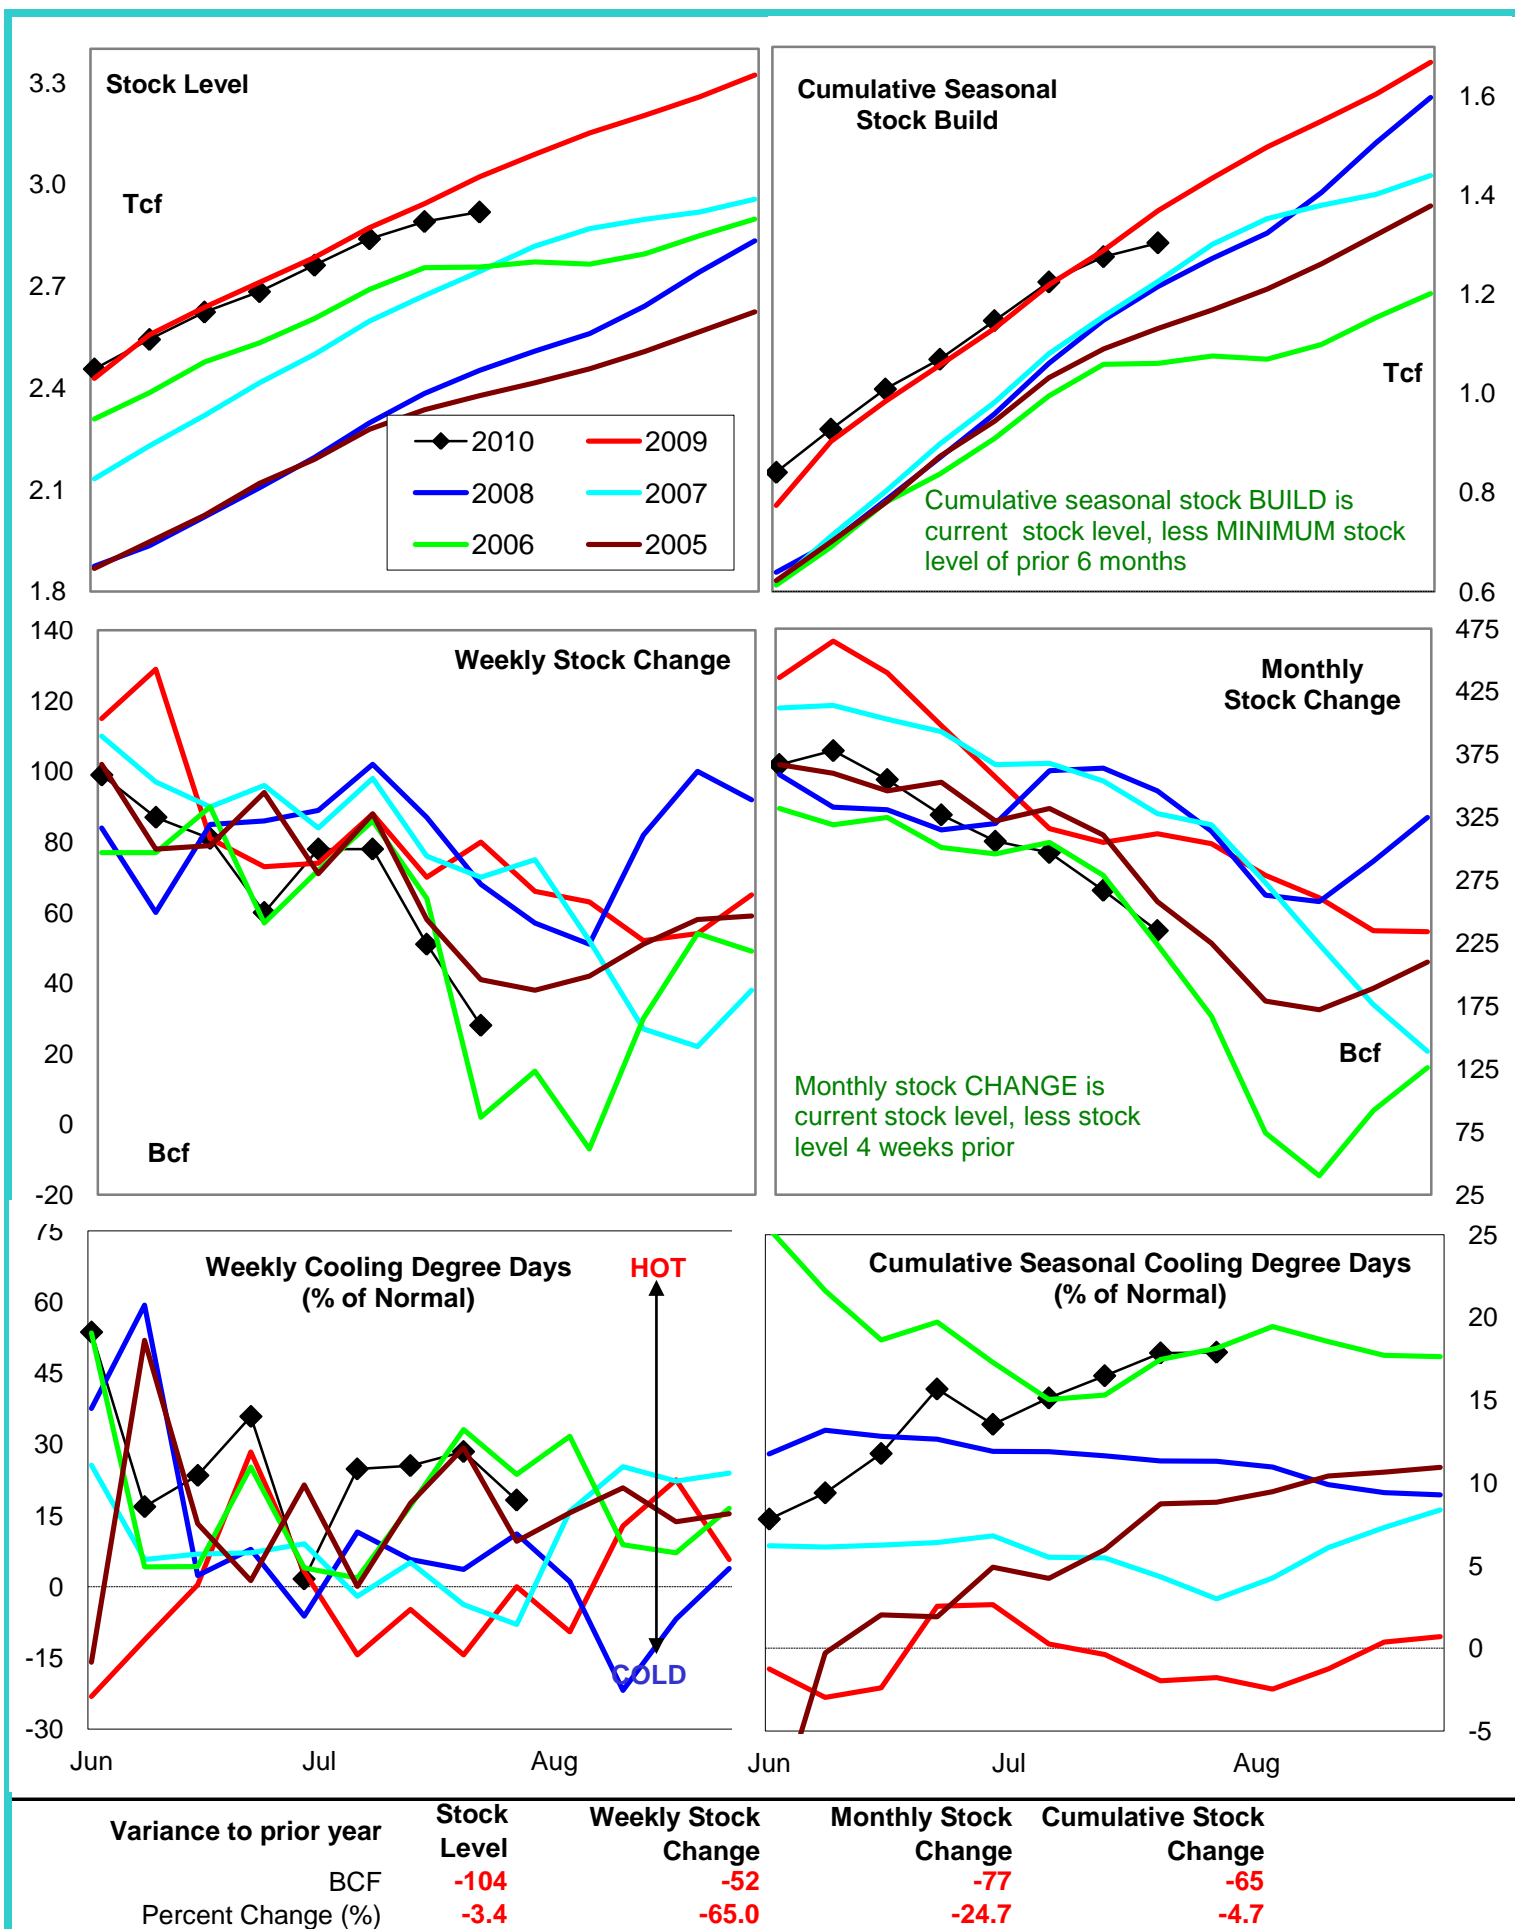 Stock Level
Tcf
3.3
3.0
2.7
2.4
2.1
1.8
2010
2009
2008
2007
2006
2005
Cumulative Seasonal
Stock Build
1.6
1.4
1.2
1.0
0.8
0.6
Tcf
Cumulative seasonal stock BUILD is
current stock level, less MINIMUM stock
level of prior 6 months
Weekly Stock Change
140
120
100
80
60
40
20
0
-20
Bcf
Monthly
Stock Change
475
425
375
325
275
225
175
125
75
25
Bcf
Monthly stock CHANGE is
current stock level, less stock
level 4 weeks prior
Weekly Cooling Degree Days
(% of Normal)
HOT
COLD
75
60
45
30
15
0
-15
-30
Jun
Jul
Aug
Cumulative Seasonal Cooling Degree Days
(% of Normal)
25
20
15
10
5
0
-5
Jun
Jul
Aug
Variance to prior year
Stock
Level
Weekly Stock
Change
Monthly Stock
Change
Cumulative Stock
Change
BCF -104 -52 -77 -65
Percent Change (%) -3.4 -65.0 -24.7 -4.7